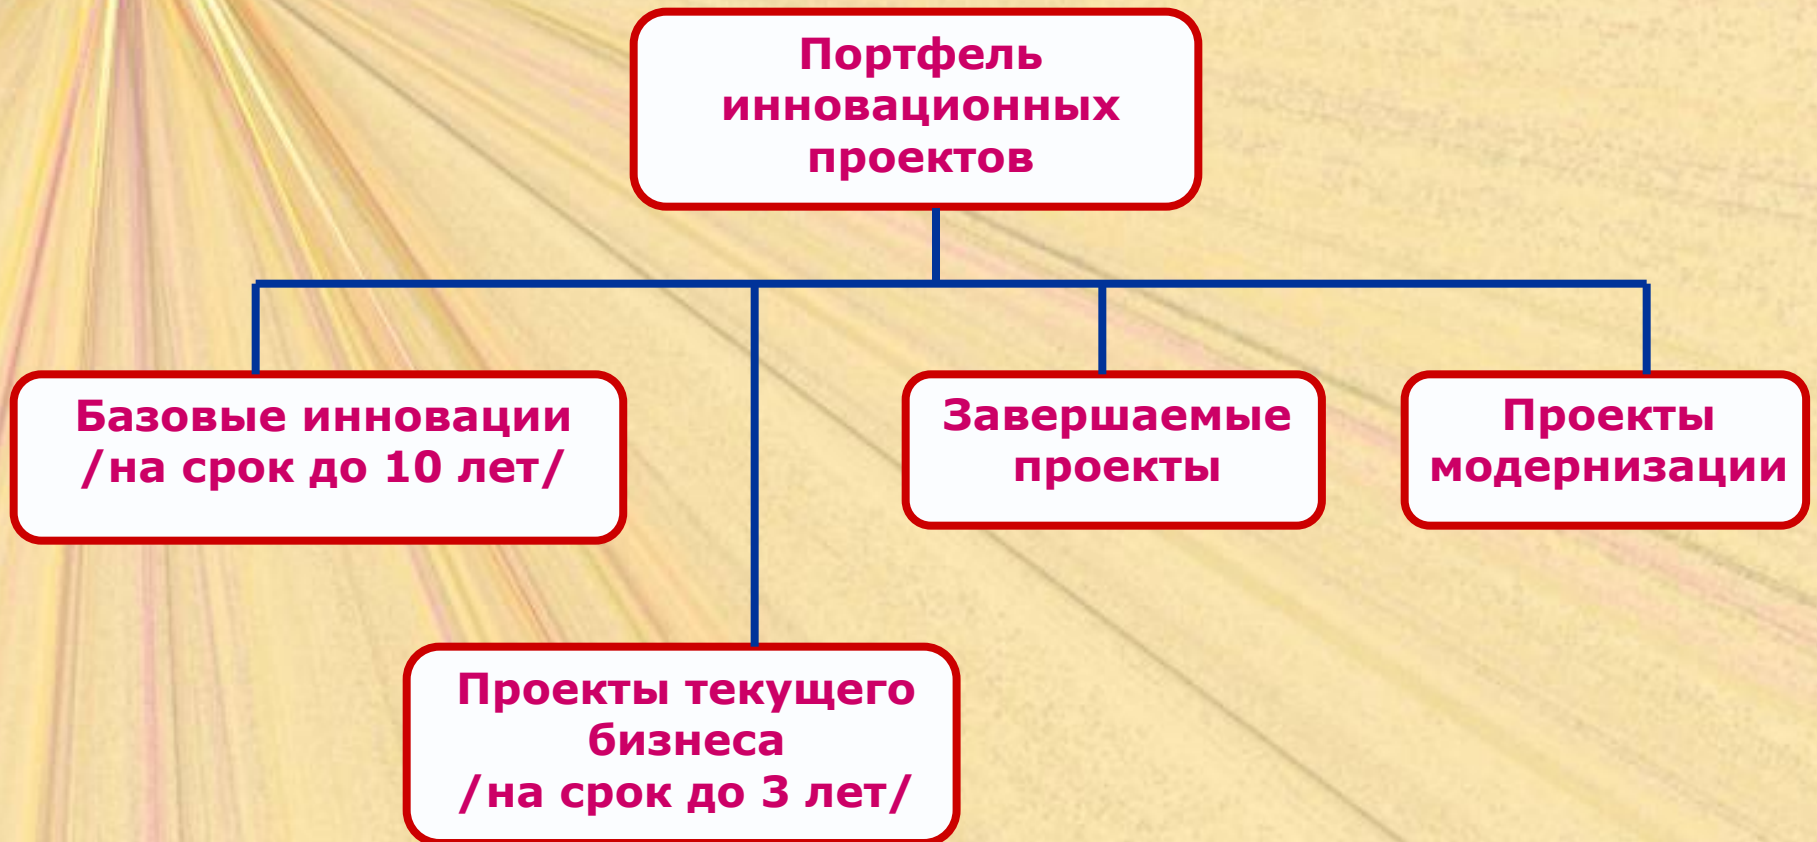 Портфель
инновационных
проектов
Базовые инновации
/на срок до 10 лет/
Завершаемые
проекты
Проекты
модернизации
Проекты текущего
бизнеса
/на срок до 3 лет/